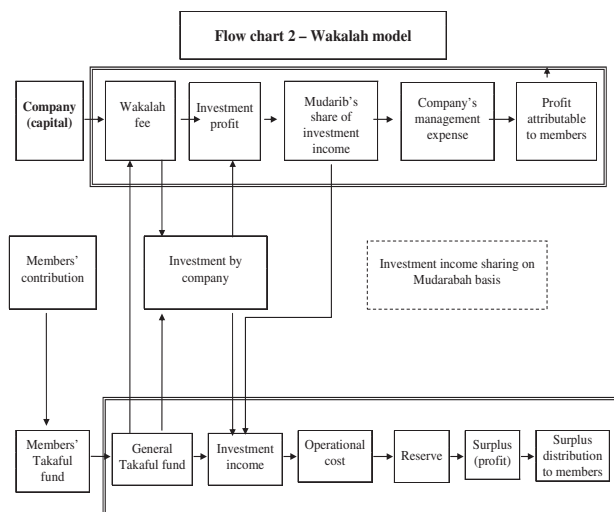 Flow chart 2 – Wakalah model
Company
(capital)
Wakalah
fee
Investment
profit
Mudarib's
share of
investment
income
Company's
management
expense
Profit
attributable
to members
Members'
contribution
Investment by
company
Investment income sharing on
Mudarabah basis
Members'
Takaful
fund
General
Takaful fund
Investment
income
Operational
cost
Reserve
Surplus
(profit)
Surplus
distribution
to members